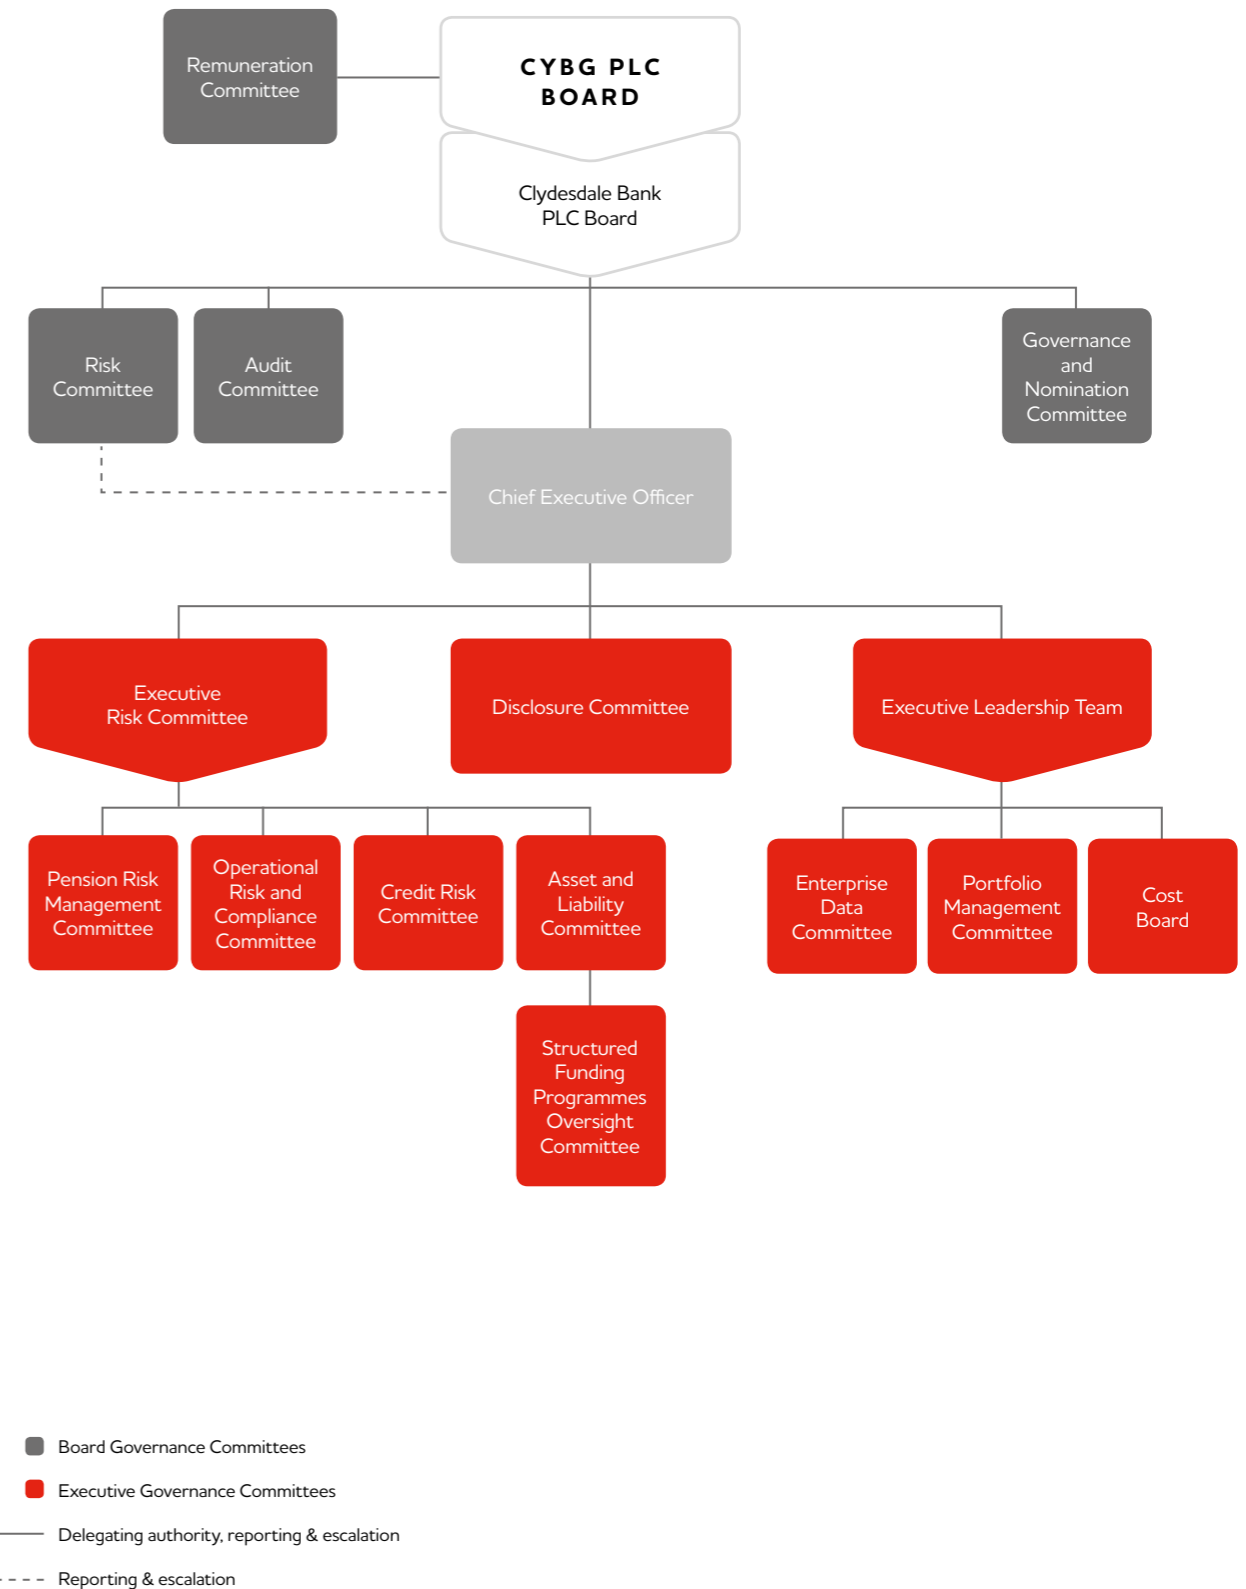 Remuneration
Committee
CYBG PLC
BOARD
Clydesdale Bank
PLC Board
Risk
Committee
Audit
Committee
Governance
and
Nomination
Committee
Chief Executive Officer
Executive
Risk Committee
Disclosure Committee
Executive Leadership Team
Pension Risk
Management
Committee
Operational
Risk and
Compliance
Committee
Credit Risk
Committee
Asset and
Liability
Committee
Enterprise
Data
Committee
Portfolio
Management
Committee
Cost
Board
Structured
Funding
Programmes
Oversight
Committee
Board Governance Committees
Executive Governance Committees
Delegating authority, reporting & escalation
Reporting & escalation